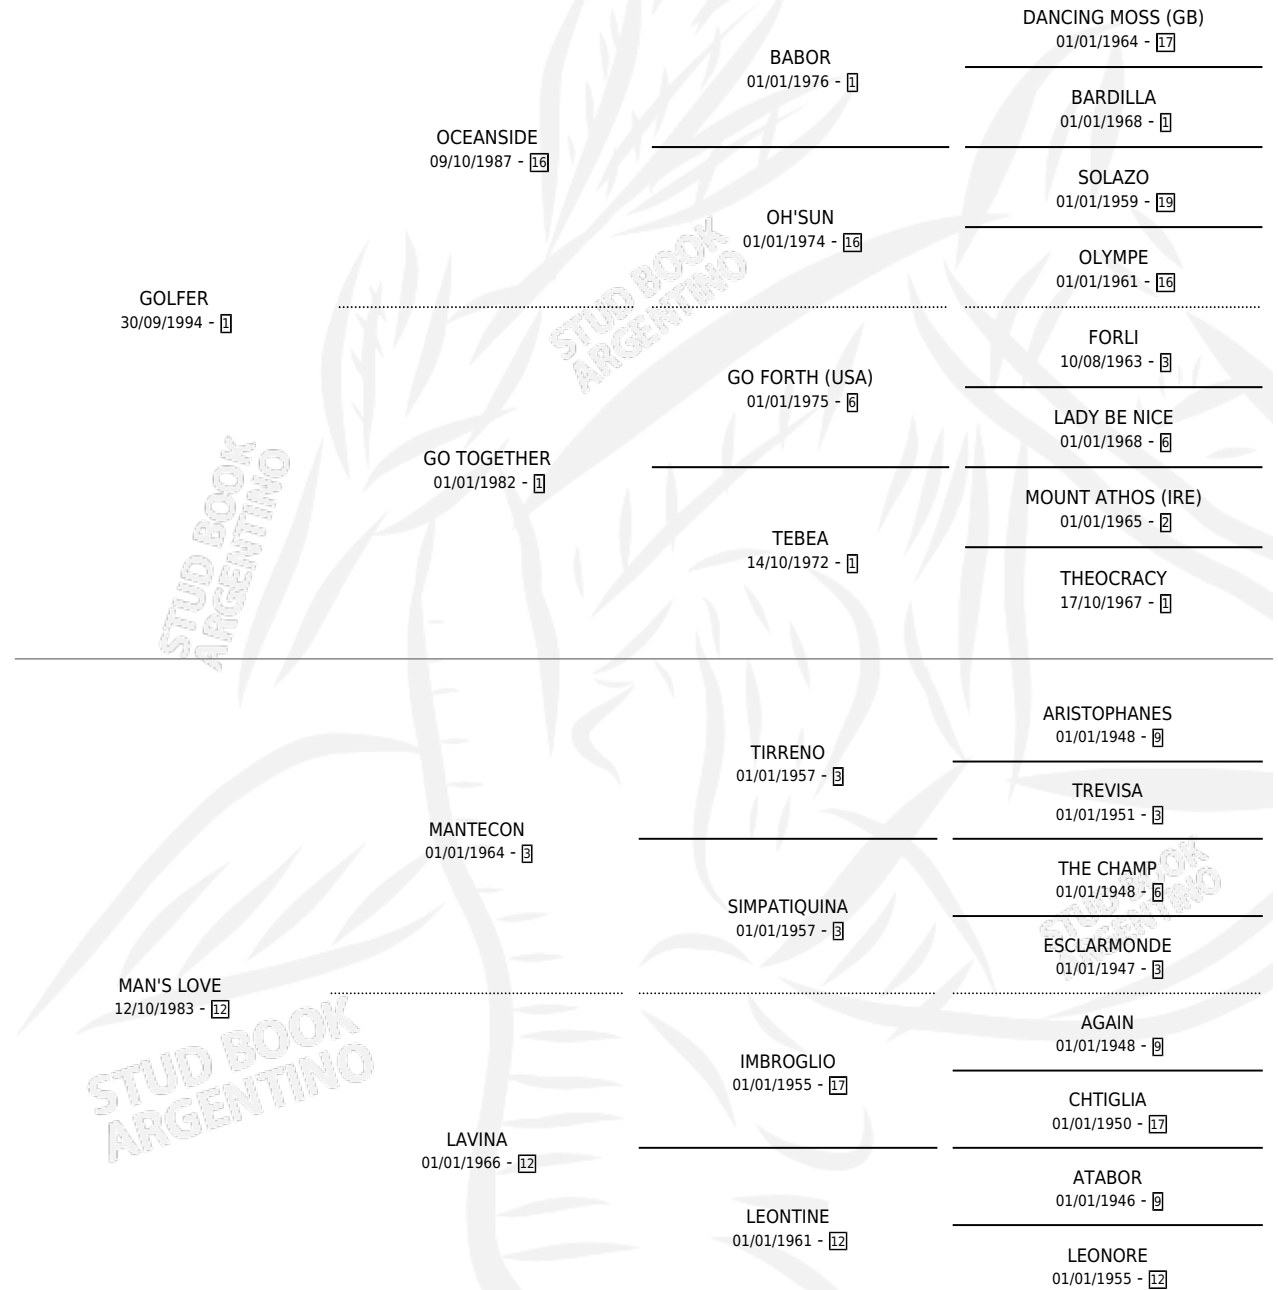 DANCING MOSS (GB)
01/01/1964 - 17
BABOR
01/01/1976 - 1
BARDILLA
01/01/1968 - 1
OCEANSIDE
09/10/1987 - 16
SOLAZO
01/01/1959 - 19
OH'SUN
01/01/1974 - 16
OLYMPE
01/01/1961 - 16
GOLFER
30/09/1994 - 1
FORLI
10/08/1963 - 3
GO FORTH (USA)
01/01/1975 - 6
LADY BE NICE
01/01/1968 - 6
GO TOGETHER
01/01/1982 - 1
MOUNT ATHOS (IRE)
01/01/1965 - 2
TEBEA
14/10/1972 - 1
THEOCRACY
17/10/1967 - 1
ARISTOPHANES
01/01/1948 - 9
TIRRENO
01/01/1957 - 3
TREVISA
01/01/1951 - 3
MANTECON
01/01/1964 - 3
THE CHAMP
01/01/1948 - 6
SIMPATIQUINA
01/01/1957 - 3
ESCLARMONDE
01/01/1947 - 3
MAN'S LOVE
12/10/1983 - 12
AGAIN
01/01/1948 - 9
IMBROGLIO
01/01/1955 - 17
CHTIGLIA
01/01/1950 - 17
LAVINA
01/01/1966 - 12
ATABOR
01/01/1946 - 9
LEONTINE
01/01/1961 - 12
LEONORE
01/01/1955 - 12
STUD BOOK
ARGENTINO
STUD BOOK
ARGENTINO
STUD BOOK
ARGENTINO
STUD BOOK
ARGENTINO